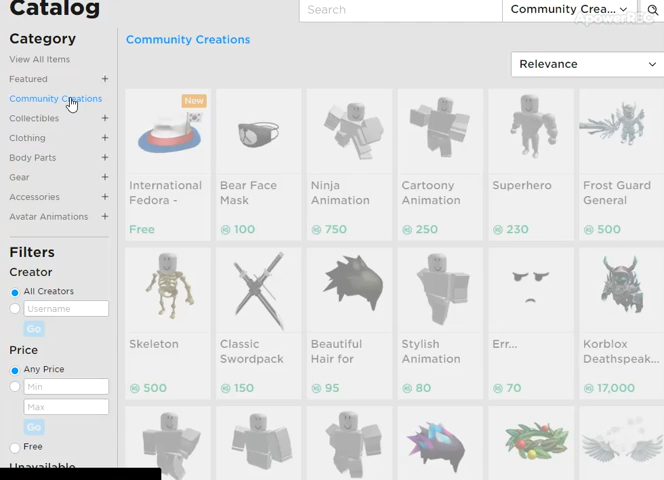 Catalog
Search
Community Crea...
ApowerREC
Category
View All Items
Featured +
Community Creations
Collectibles +
Clothing +
Body Parts +
Gear +
Accessories +
Avatar Animations +
Filters
Creator
All Creators
Username
Go
Price
Any Price
Min
Max
Go
Free
Unavailable
Community Creations
Relevance
New
International
Fedora -
Free
Bear Face
Mask
100
Ninja
Animation
750
Cartoony
Animation
250
Superhero
230
Frost Guard
General
500
Skeleton
500
Classic
Swordpack
150
Beautiful
Hair for
95
Stylish
Animation
80
Err...
70
Korblox
Deathspeak...
17,000